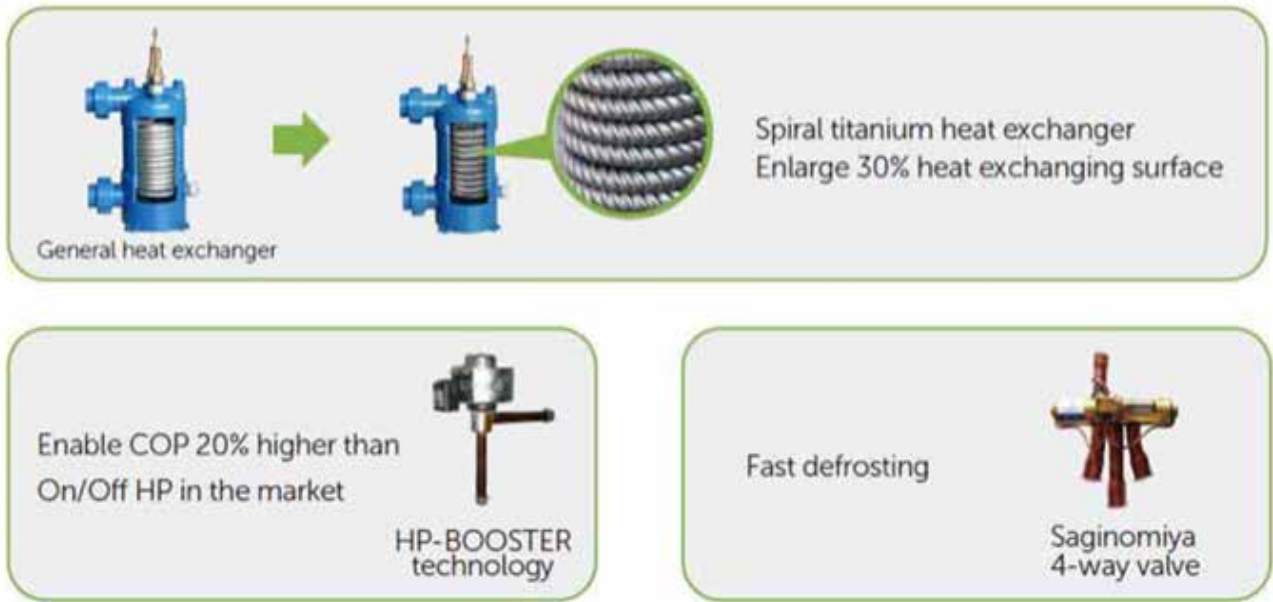 General heat exchanger
Spiral titanium heat exchanger
Enlarge 30% heat exchanging surface
Enable COP 20% higher than
On/Off HP in the market
HP-BOOSTER
technology
Fast defrosting
Saginomiya
4-way valve